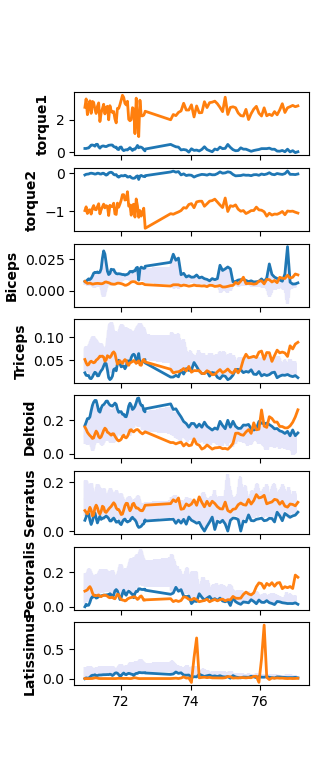 torque1
2
0
torque2
0
−1
Biceps
0.025
0.000
Triceps
0.10
0.05
Deltoid
0.2
0.0
Serratus
0.2
0.0
Pectoralis
0.2
0.0
Latissimus
0.5
0.0
72
74
76